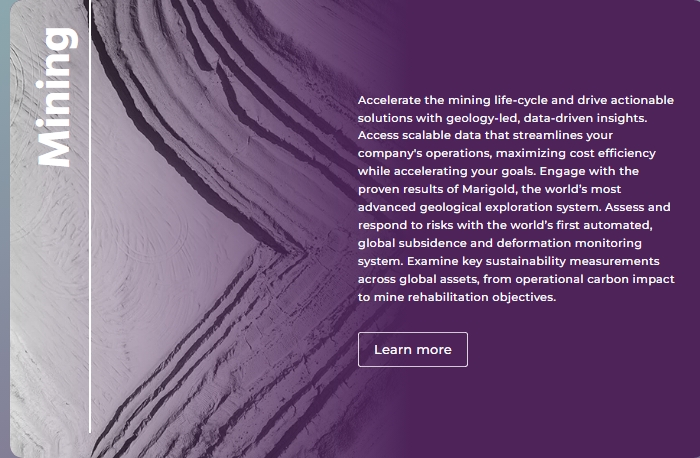 Mining
Accelerate the mining life-cycle and drive actionable
solutions with geology-led, data-driven insights.
Access scalable data that streamlines your
company's operations, maximizing cost efficiency
while accelerating your goals. Engage with the
proven results of Marigold, the world's most
advanced geological exploration system. Assess and
respond to risks with the world's first automated,
global subsidence and deformation monitoring
system. Examine key sustainability measurements
across global assets, from operational carbon impact
to mine rehabilitation objectives.
Learn more